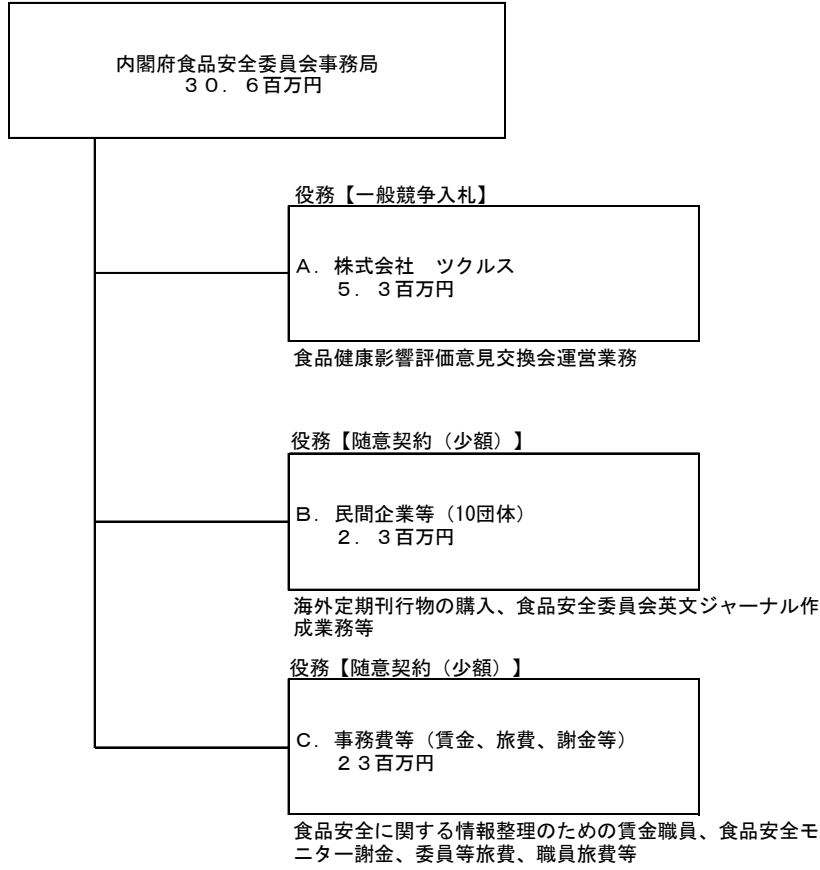 内閣府食品安全委員会事務局
３０．６百万円
役務【一般競争入札】
Ａ．株式会社　ツクルス
５．３百万円
食品健康影響評価意見交換会運営業務
役務【随意契約（少額）】
Ｂ．民間企業等（10団体）
２．３百万円
海外定期刊行物の購入、食品安全委員会英文ジャーナル作
成業務等
役務【随意契約（少額）】
Ｃ．事務費等（賃金、旅費、謝金等）
２３百万円
食品安全に関する情報整理のための賃金職員、食品安全モ
ニター謝金、委員等旅費、職員旅費等